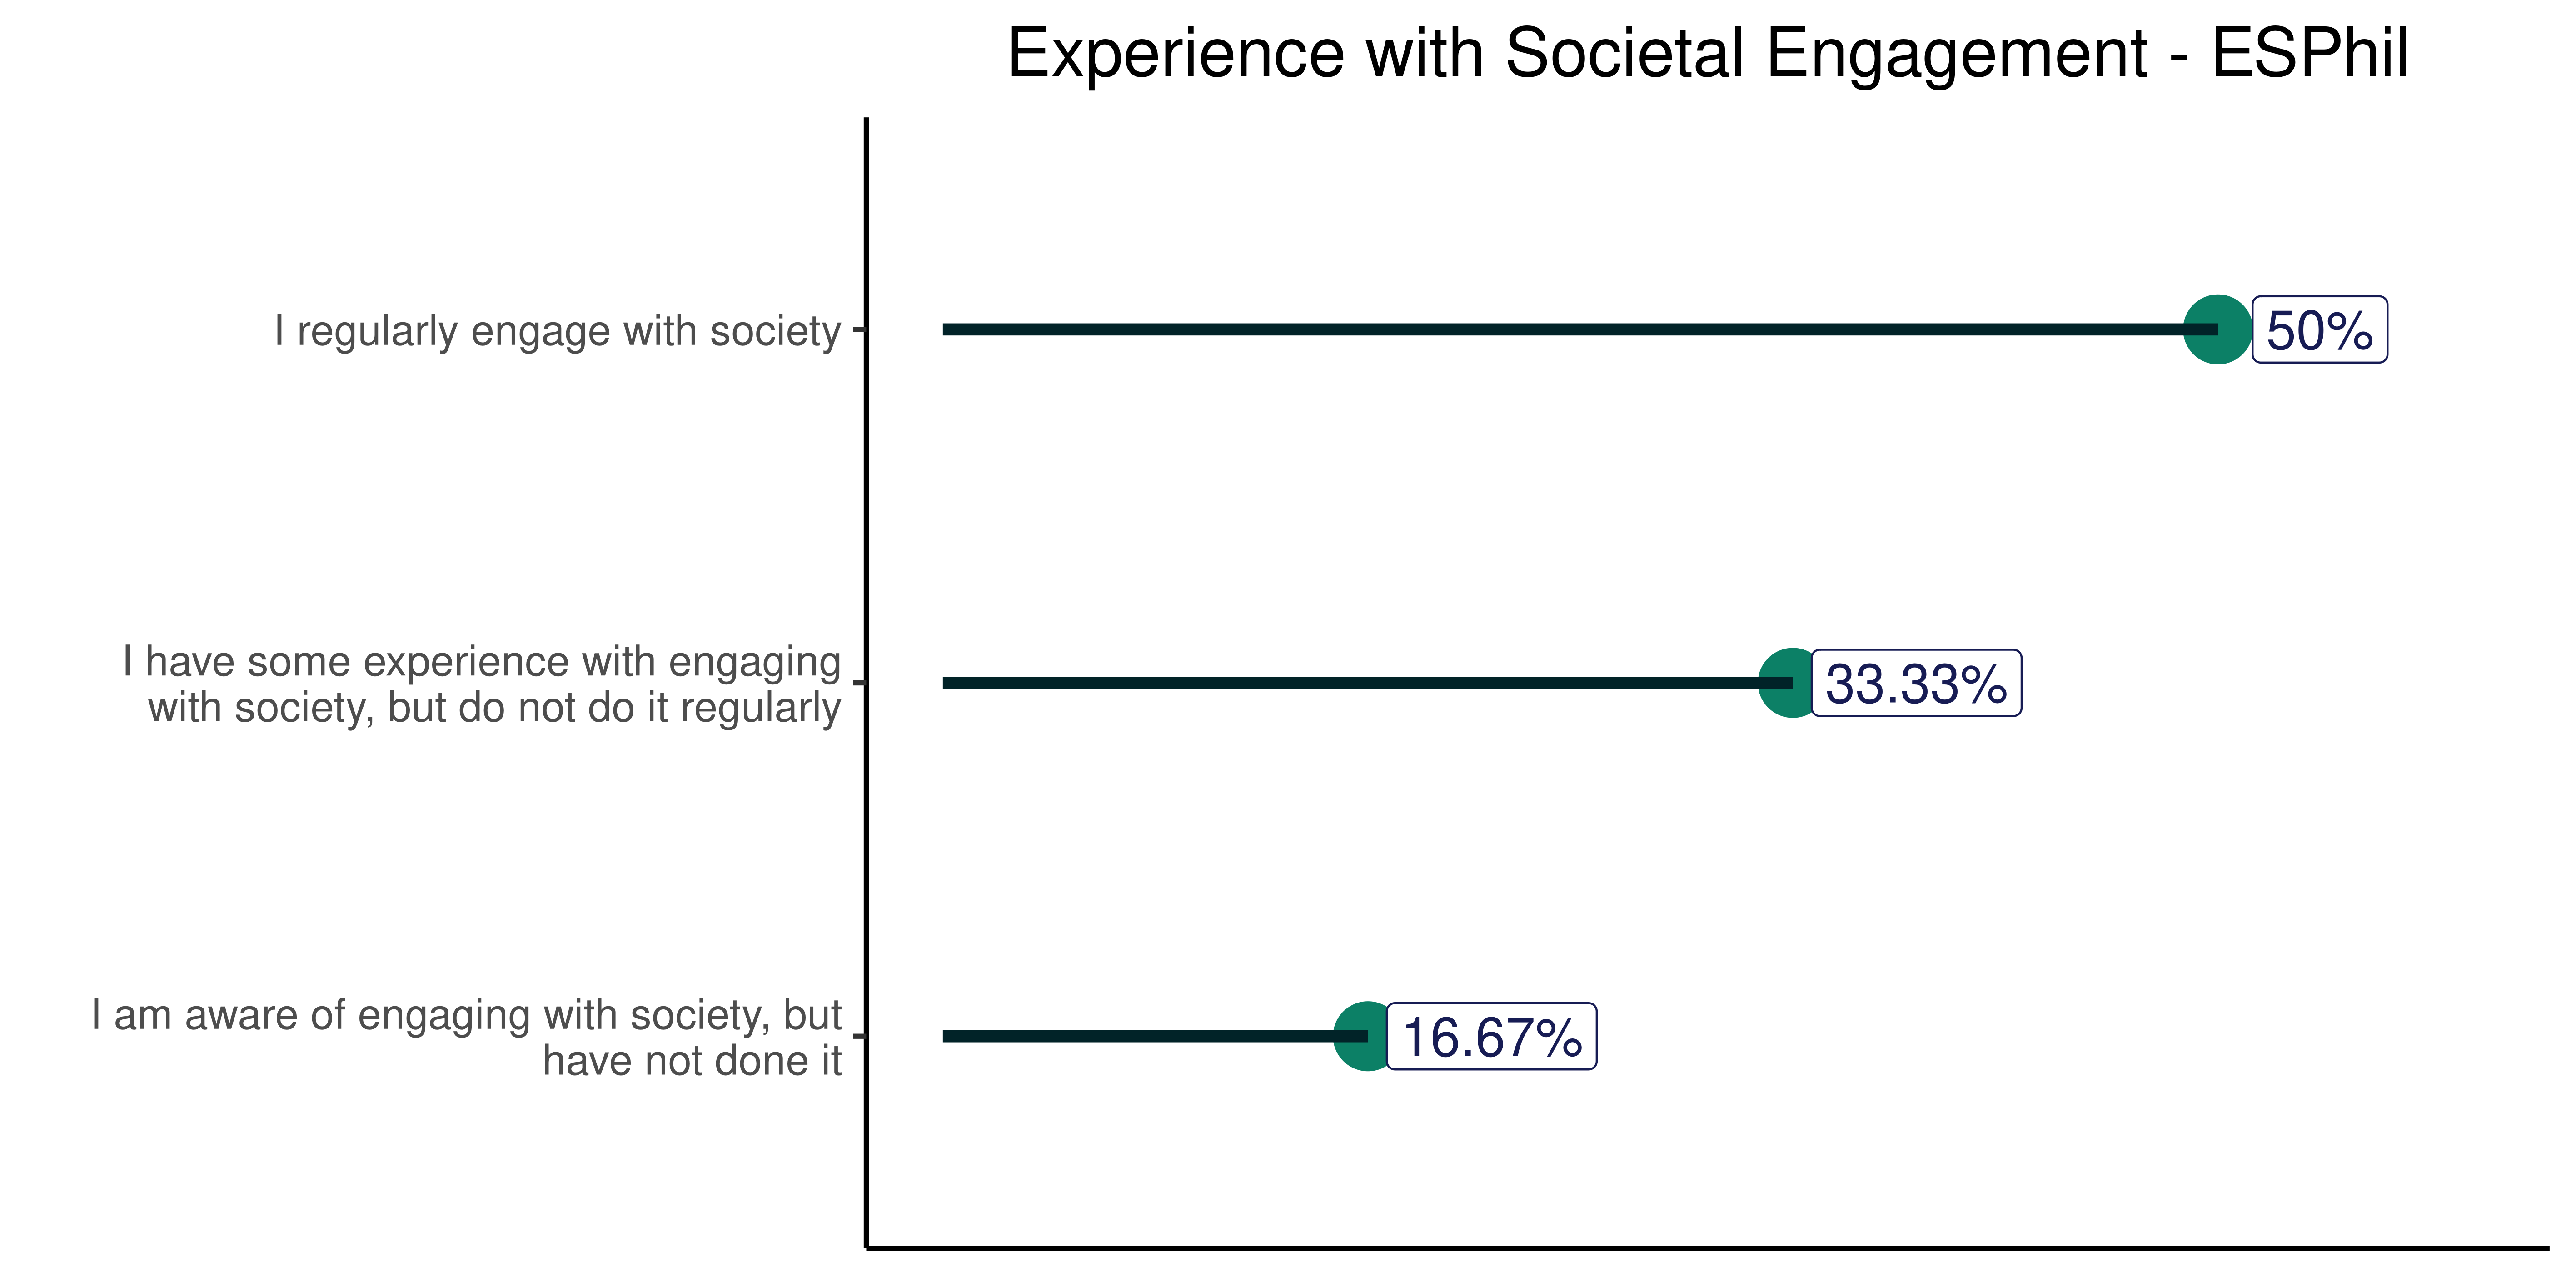 Experience with Societal Engagement - ESPhil
I regularly engage with society
50%
I have some experience with engaging
with society, but do not do it regularly
33.33%
I am aware of engaging with society, but
have not done it
16.67%